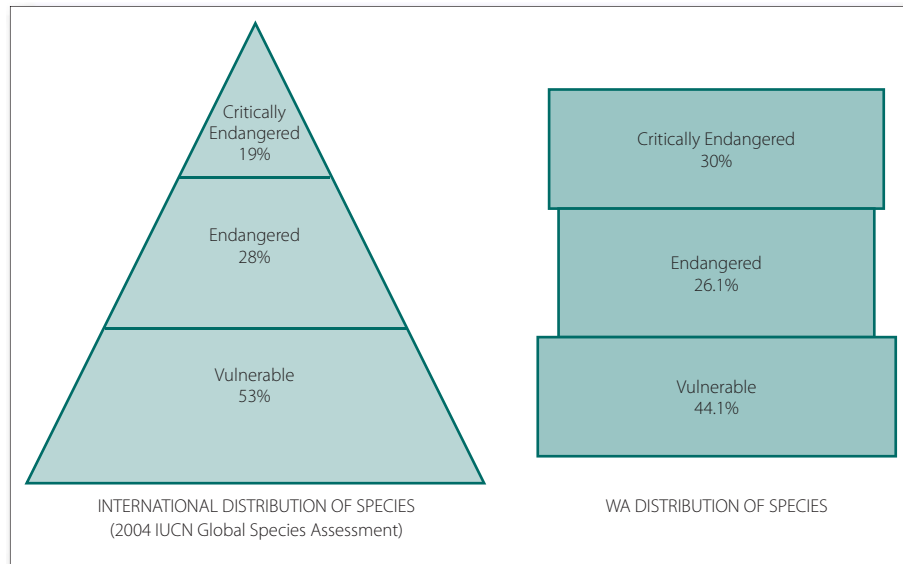 Critically
Endangered
19%
Endangered
28%
Vulnerable
53%
INTERNATIONAL DISTRIBUTION OF SPECIES
(2004 IUCN Global Species Assessment)
Critically Endangered
30%
Endangered
26.1%
Vulnerable
44.1%
WA DISTRIBUTION OF SPECIES